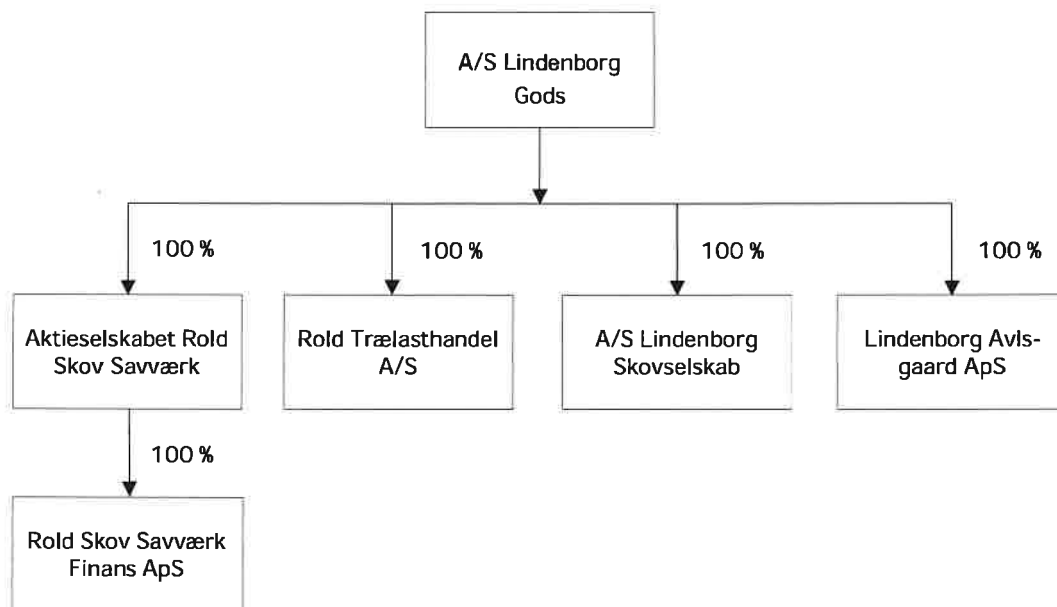 A/S Lindenborg
Gods
100 %
100 %
100 %
100 %
Aktieselskabet Rold
Skov Savværk
Rold Trælasthandel
A/S
A/S Lindenborg
Skovselskab
Lindenborg Avls-
gaard ApS
100 %
Rold Skov Savværk
Finans ApS